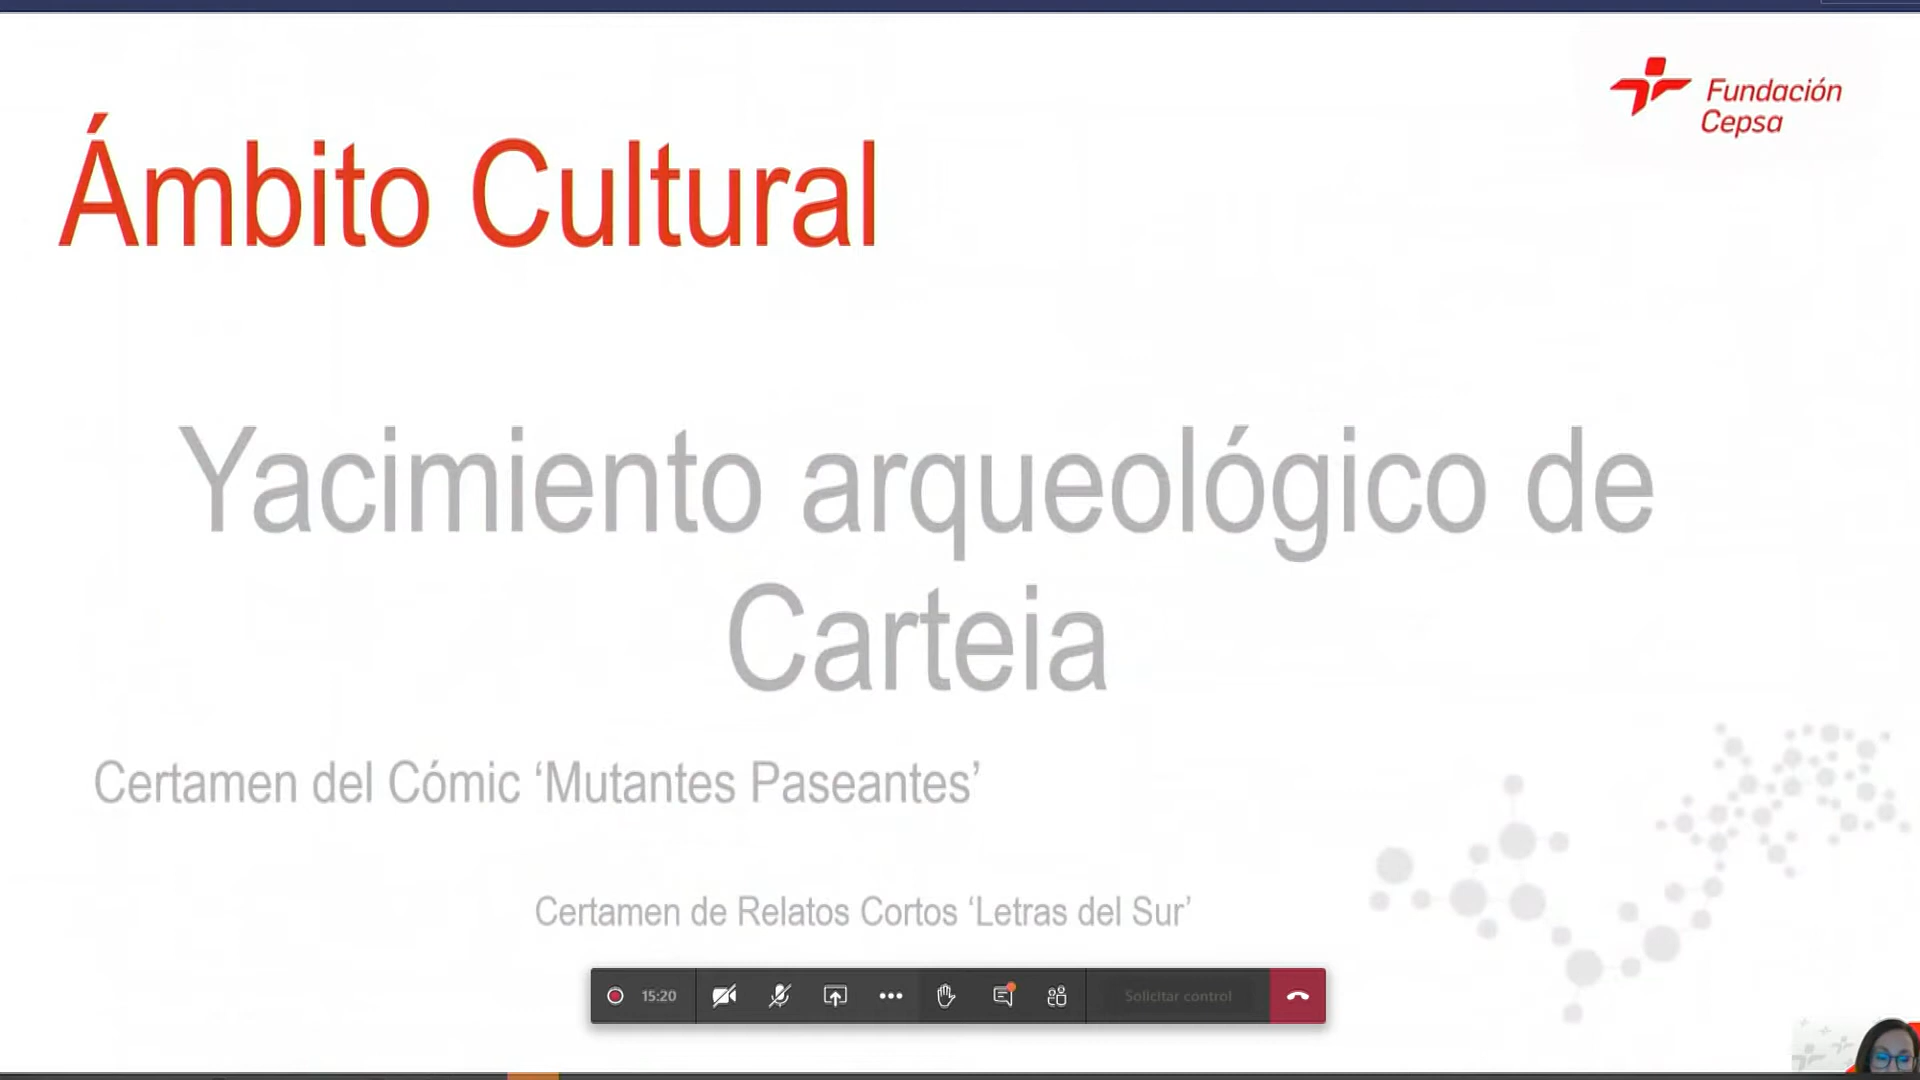 Fundación
Cepsa
Ámbito Cultural
Yacimiento arqueológico de
Carteia
Certamen del Cómic ‘Mutantes Paseantes’
Certamen de Relatos Cortos ‘Letras del Sur’
15:20
Solicitar control